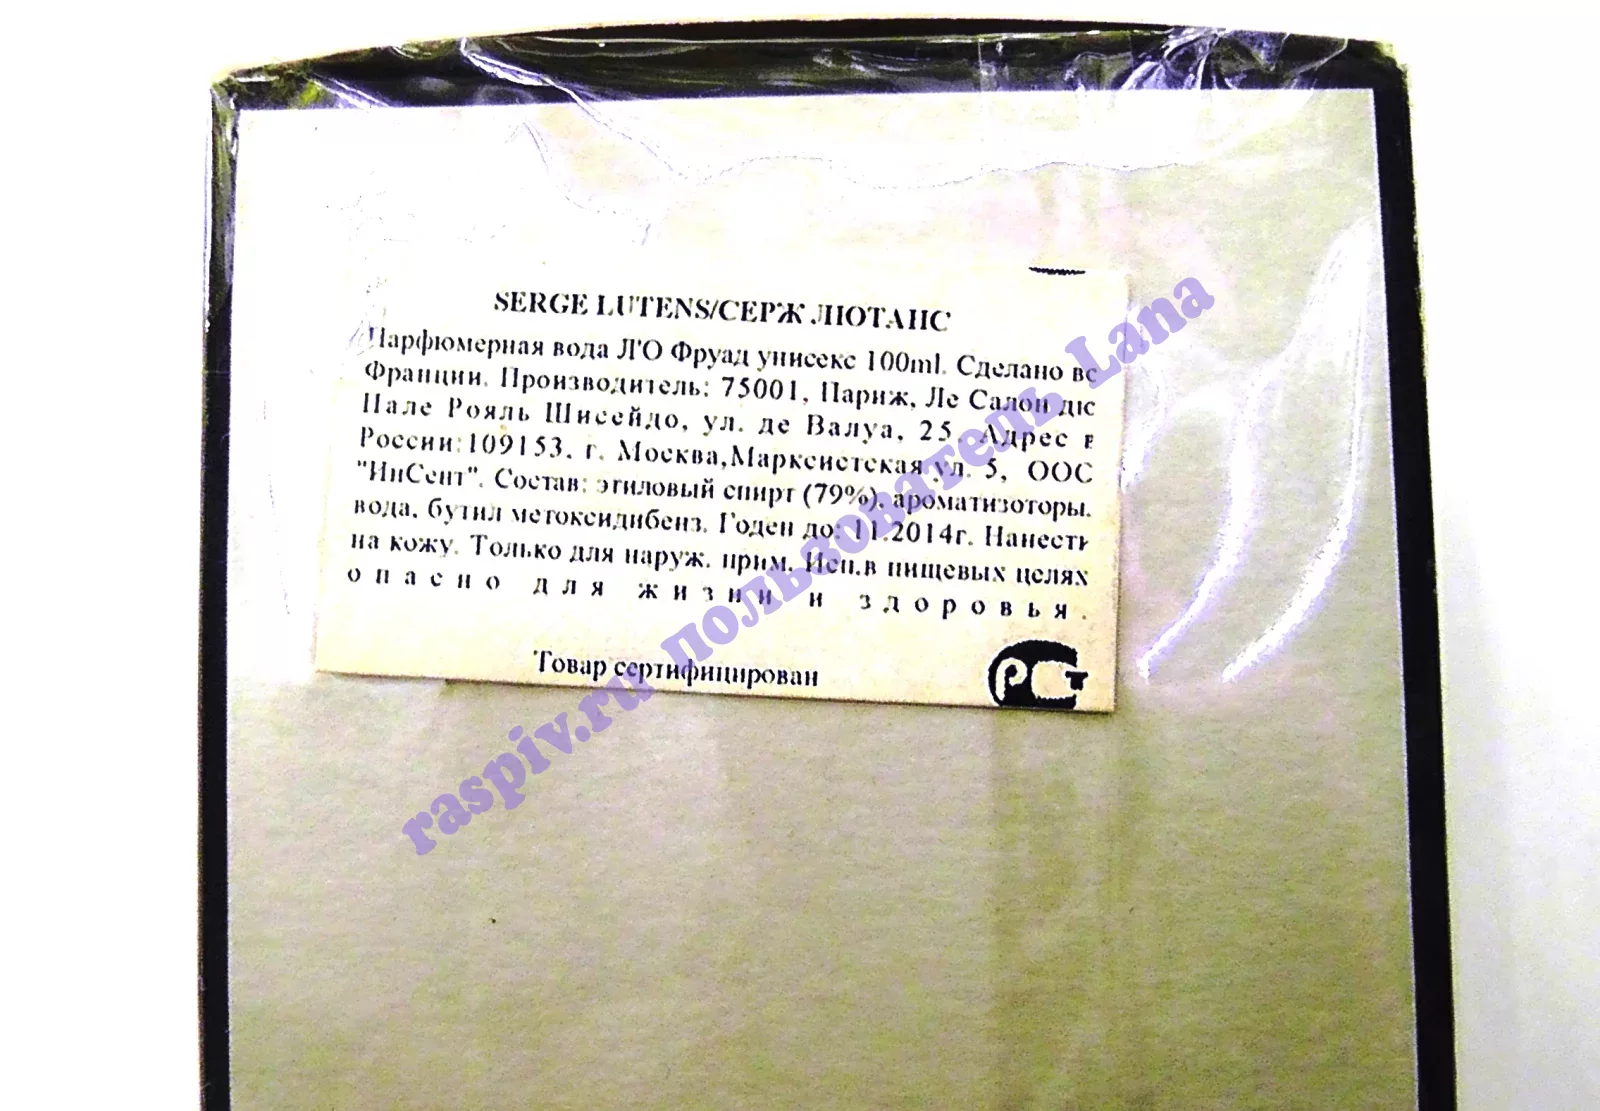 SERGE LUTENS/СЕРЖ ЛЮТАНС
Парфюмерная вода Л'О Фруад унисекс 100ml. Сделано во
Франции. Производитель: 75001, Париж, Ле Салон дю
Пале Рояль Шисейдо, ул. де Валуа, 25. Адрес в
России:109153, г. Москва,Марксистская ул. 5, ООО
"ИнСент". Состав: этиловый спирт (79%), ароматизоторы,
вода, бутил метоксидибенз. Годен до: 11.2014г. Нанести
на кожу. Только для наруж. прим. Исп.в пищевых целях
опасно для жизни и здоровья.
Товар сертифицирован
РСТ
raspiv.ru пользователь Lana